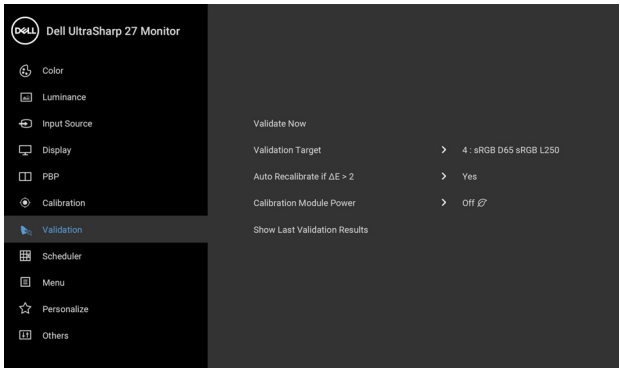 DELL Dell UltraSharp 27 Monitor
Color
Luminance
Input Source
Validate Now
Display
Validation Target 4 : sRGB D65 sRGB L250
PBP
Auto Recalibrate if ΔE > 2 Yes
Calibration
Calibration Module Power Off
Validation
Show Last Validation Results
Scheduler
Menu
Personalize
Others